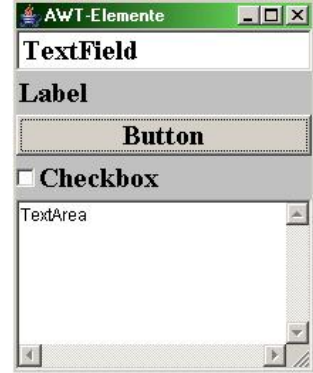 AWT-Elemente
TextField
Label
Button
Checkbox
TextArea